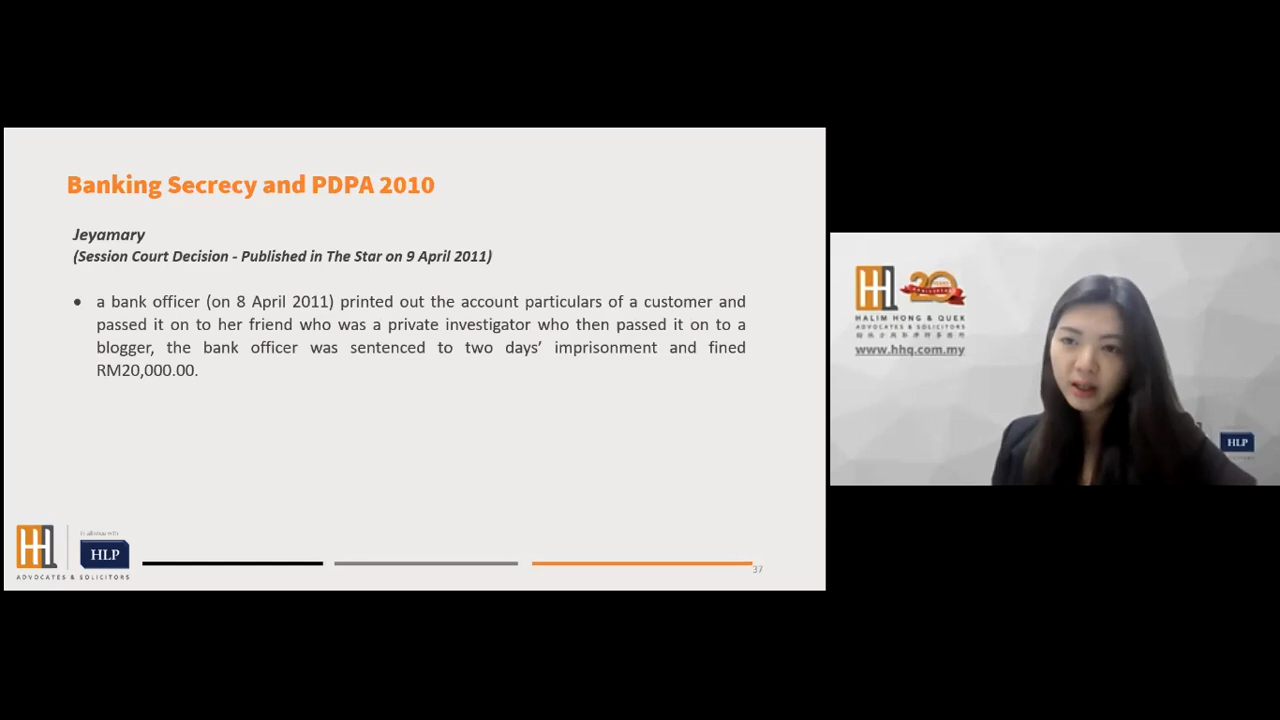 Banking Secrecy and PDPA 2010
Jeyamary
(Session Court Decision - Published in The Star on 9 April 2011)
• a bank officer (on 8 April 2011) printed out the account particulars of a customer and
passed it on to her friend who was a private investigator who then passed it on to a
blogger, the bank officer was sentenced to two days’ imprisonment and fined
RM20,000.00.
HLP
ADVOCATES & SOLICITORS
37
20
HALIM HONG & QUEK
ADVOCATES & SOLICITORS
www.hhq.com.my
HLP